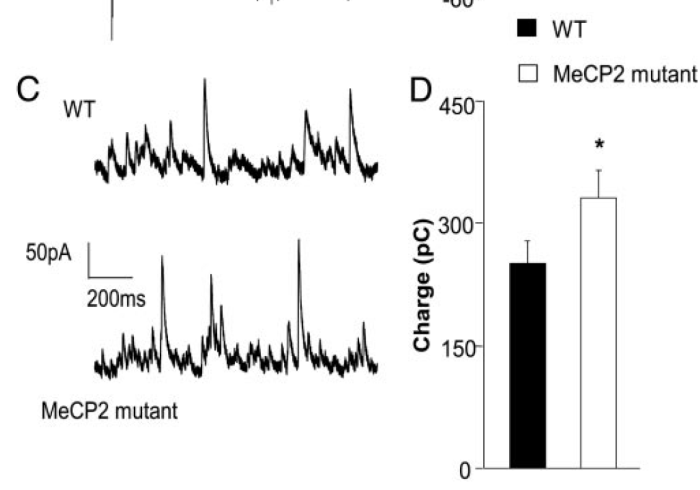 -60
WT
MeCP2 mutant
C
WT
50pA
200ms
MeCP2 mutant
D
450
*
300
150
0
Charge (pC)